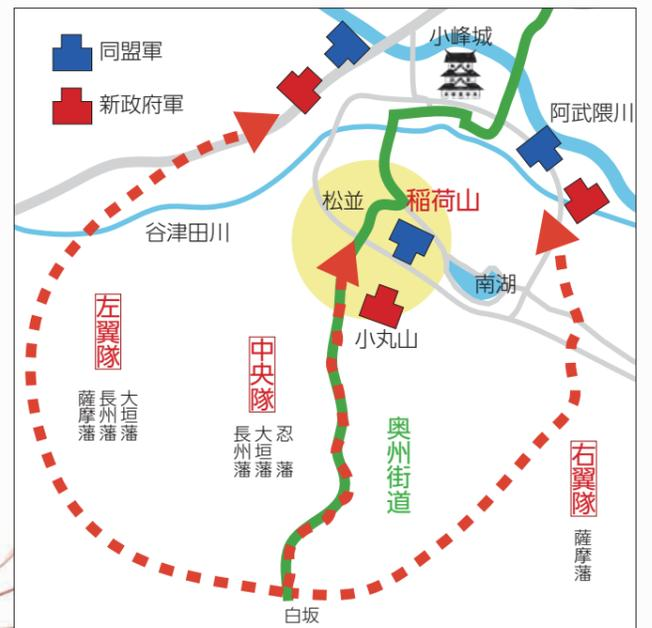 同盟軍
新政府軍
小峰城
阿武隈川
松並
稲荷山
谷津田川
南湖
小丸山
左翼隊
大垣藩
長州藩
薩摩藩
中央隊
忍藩
大垣藩
長州藩
奥州街道
右翼隊
薩摩藩
白坂